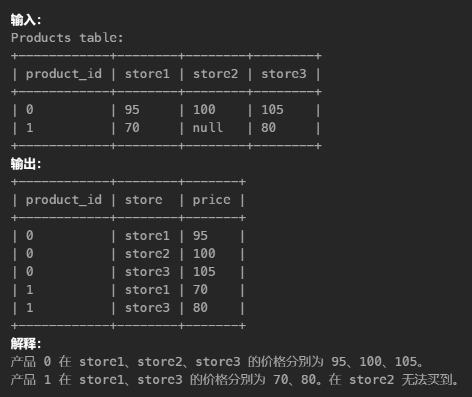 输入:
Products table:
+------------+--------+--------+--------+
| product_id | store1 | store2 | store3 |
+------------+--------+--------+--------+
| 0          | 95     | 100    | 105    |
| 1          | 70     | null   | 80     |
+------------+--------+--------+--------+
输出:
+------------+--------+-------+
| product_id | store  | price |
+------------+--------+-------+
| 0          | store1 | 95    |
| 0          | store2 | 100   |
| 0          | store3 | 105   |
| 1          | store1 | 70    |
| 1          | store3 | 80    |
+------------+--------+-------+
解释:
产品 0 在 store1、store2、store3 的价格分别为 95、100、105。
产品 1 在 store1、store3 的价格分别为 70、80。在 store2 无法买到。